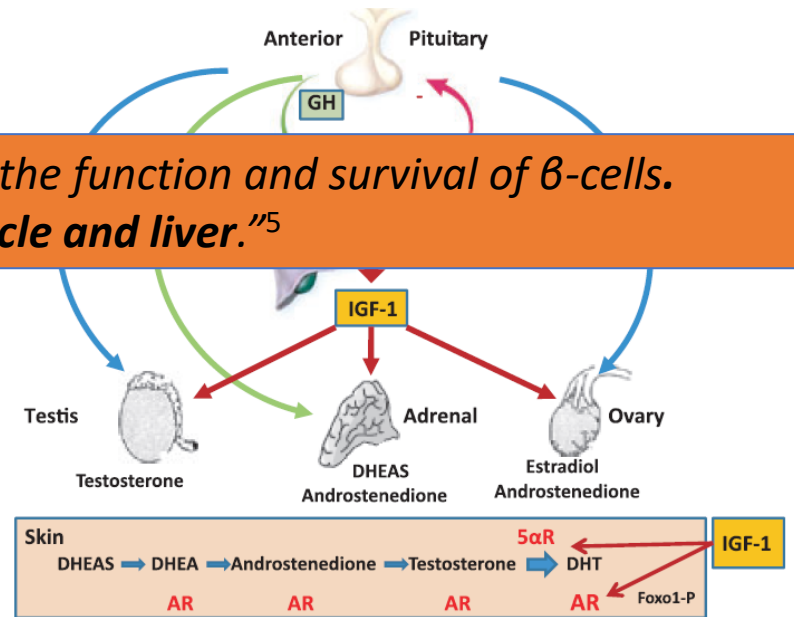 Anterior Pituitary
GH
-
the function and survival of β-cells.
cle and liver.”5
IGF-1
Testis
Adrenal
Ovary
Testosterone
DHEAS
Androstenedione
Estradiol
Androstenedione
Skin
5αR
IGF-1
DHEAS DHEA Androstenedione Testosterone DHT
AR AR AR AR Foxo1-P